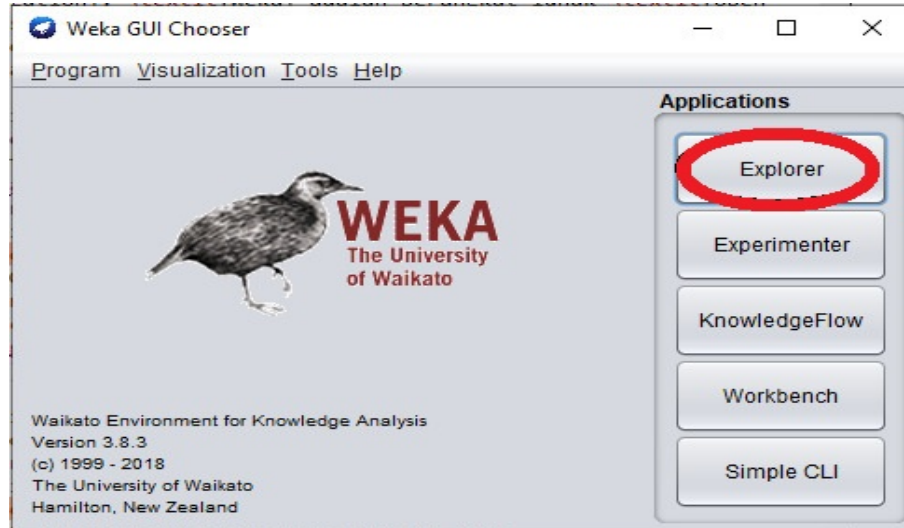 Weka GUI Chooser
Program Visualization Tools Help
Applications
Explorer
Experimenter
KnowledgeFlow
Workbench
Simple CLI
WEKA
The University
of Waikato
Waikato Environment for Knowledge Analysis
Version 3.8.3
(c) 1999 - 2018
The University of Waikato
Hamilton, New Zealand